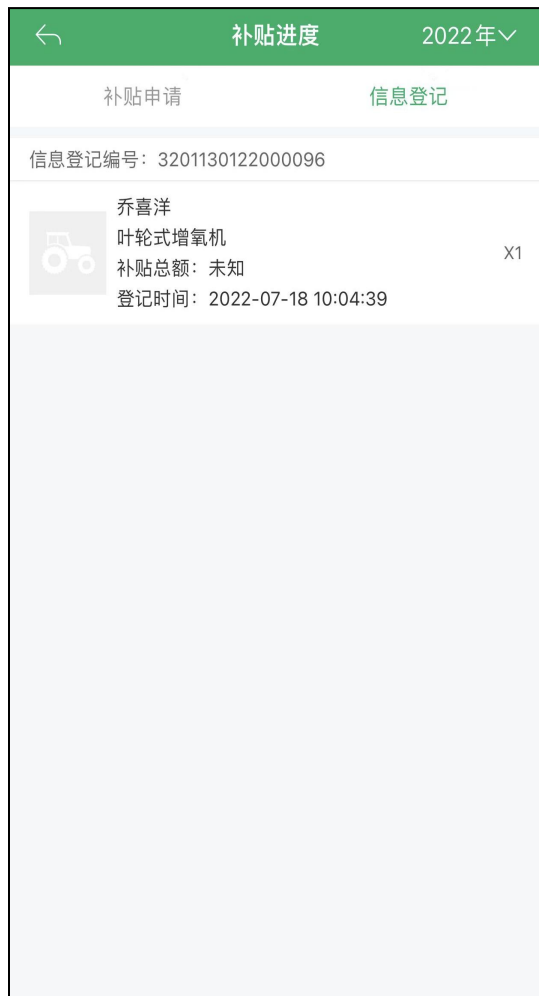 补贴进度
2022年
补贴申请
信息登记
信息登记编号：3201130122000096
乔喜洋
叶轮式增氧机
补贴总额：未知
登记时间：2022-07-18 10:04:39
X1